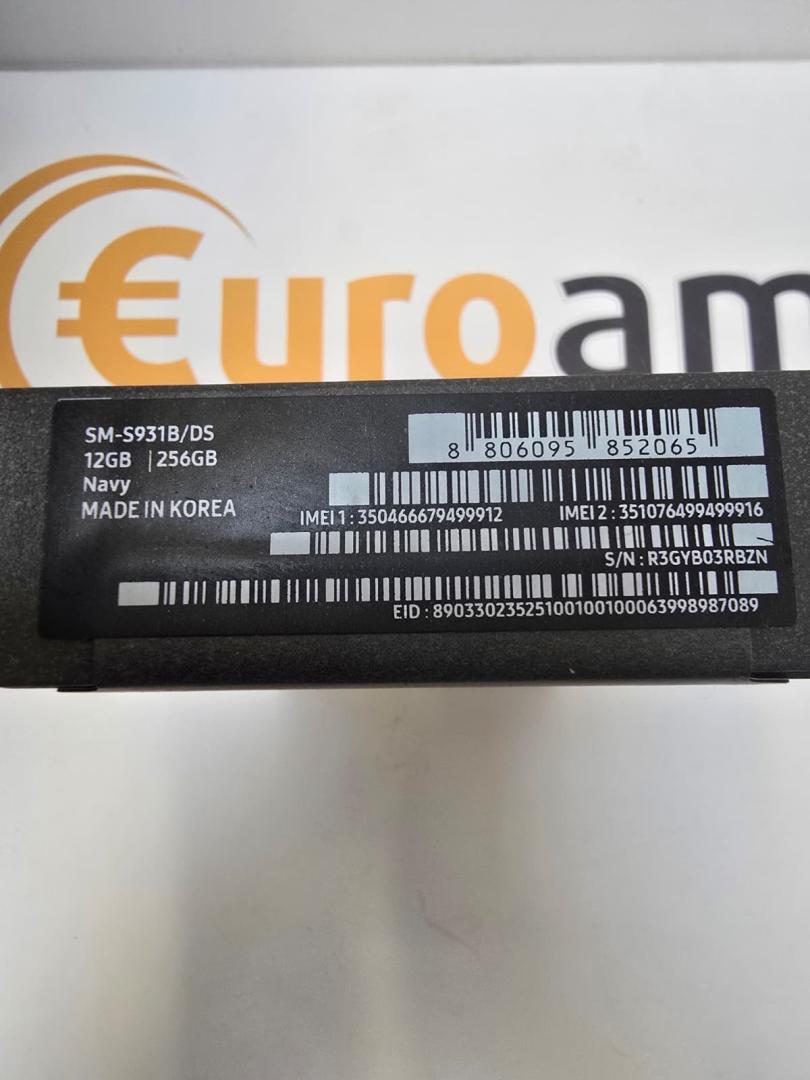 €uroam
SM-S931B/DS
12GB | 256GB
Navy
MADE IN KOREA
8 806095 852065
IMEI 1 : 350466679499912 IMEI 2 : 351076499499916
S/N : R3GYB03RBZN
EID : 89033023525100100100063998987089